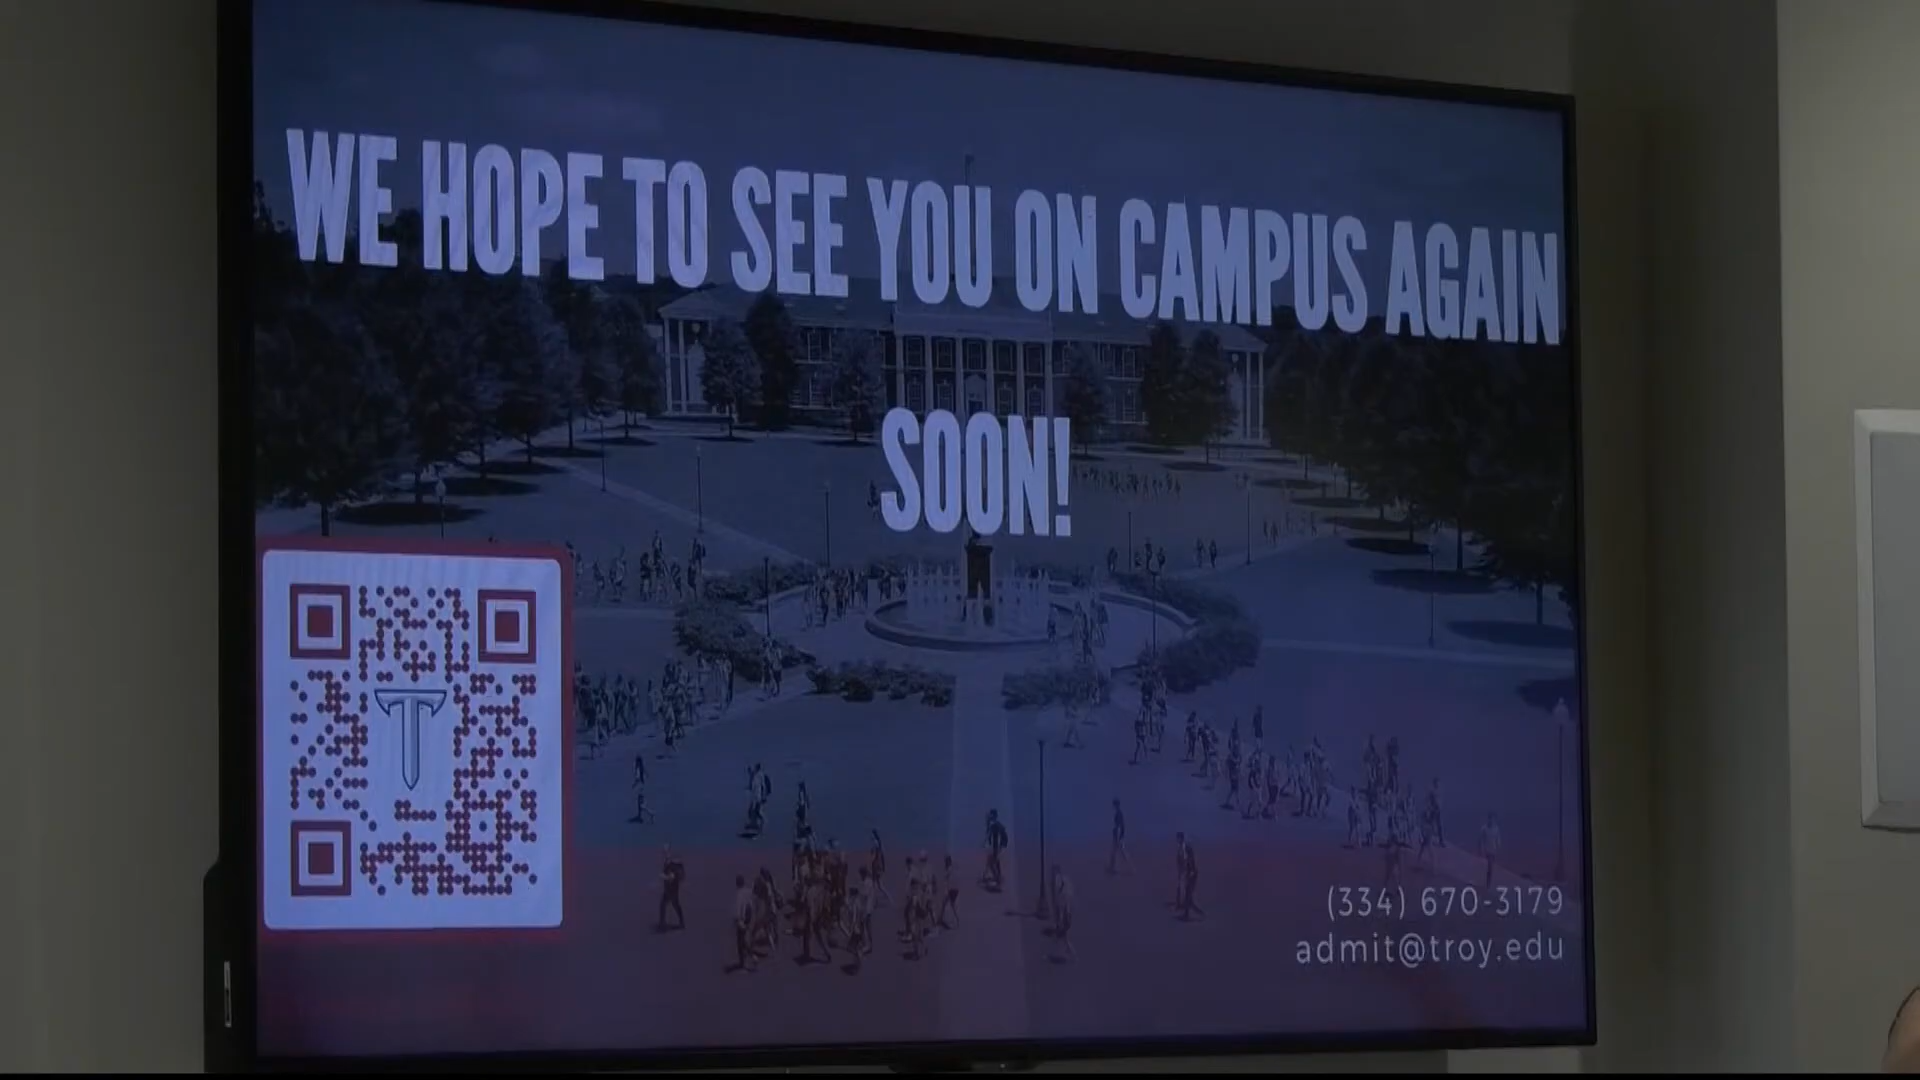 WE HOPE TO SEE YOU ON CAMPUS AGAIN
SOON!
T
(334) 670-3179
admit@troy.edu